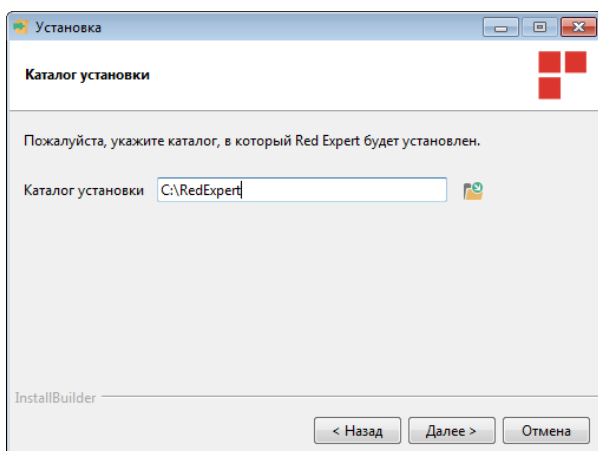 Установка
Каталог установки
Пожалуйста, укажите каталог, в который Red Expert будет установлен.
Каталог установки C:\RedExpert
InstallBuilder
< Назад Далее > Отмена